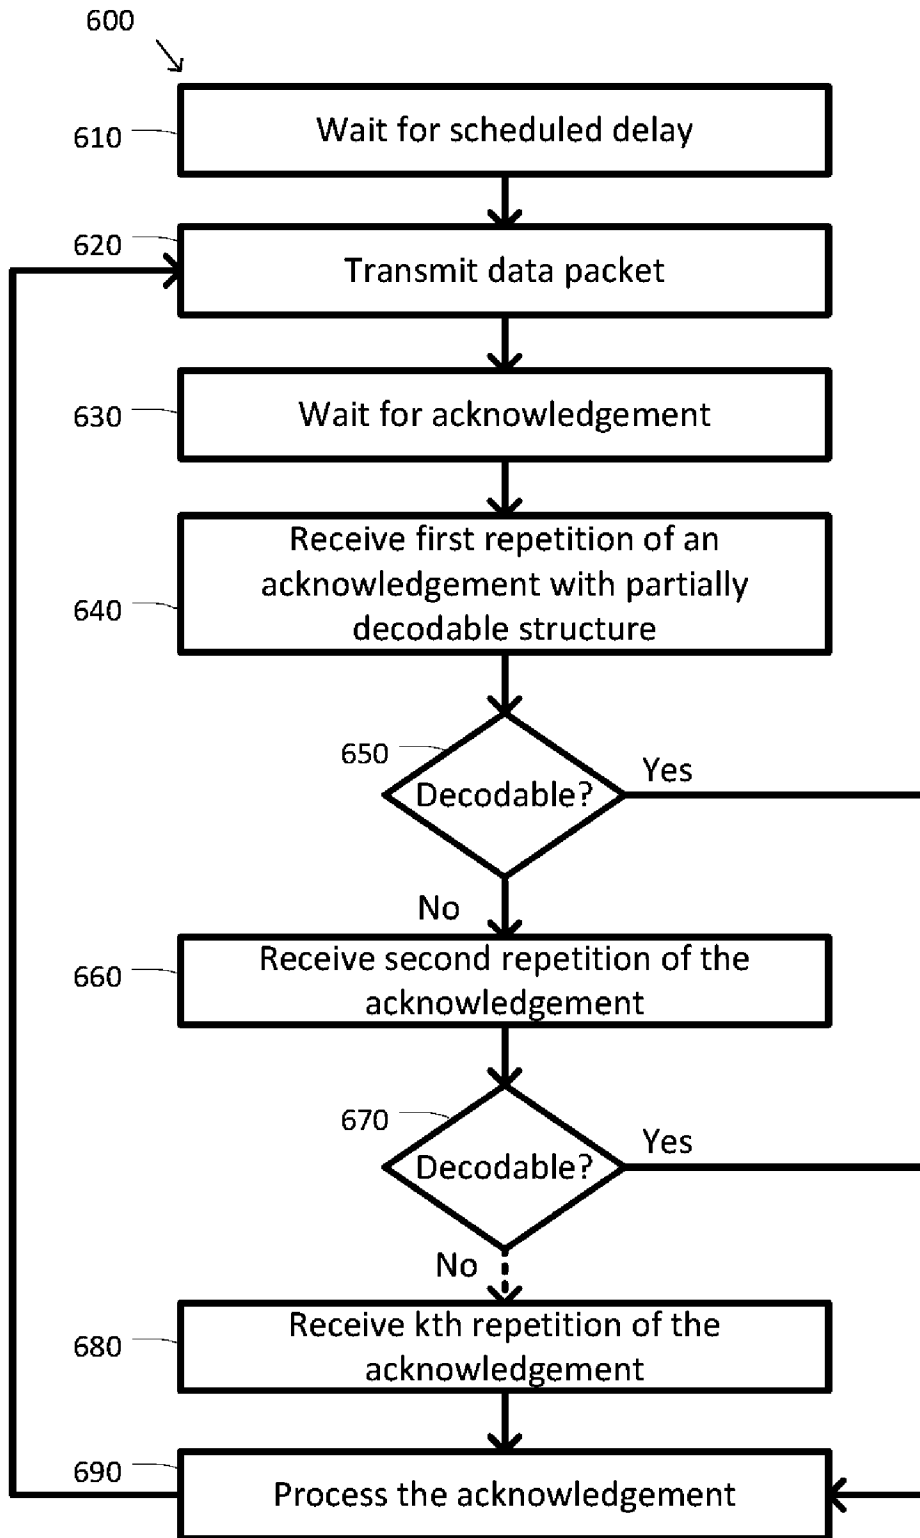 600
610
Wait for scheduled delay
620
Transmit data packet
630
Wait for acknowledgement
640
Receive first repetition of an
acknowledgement with partially
decodable structure
650
Decodable?
Yes
No
660
Receive second repetition of the
acknowledgement
670
Decodable?
Yes
No
680
Receive kth repetition of the
acknowledgement
690
Process the acknowledgement